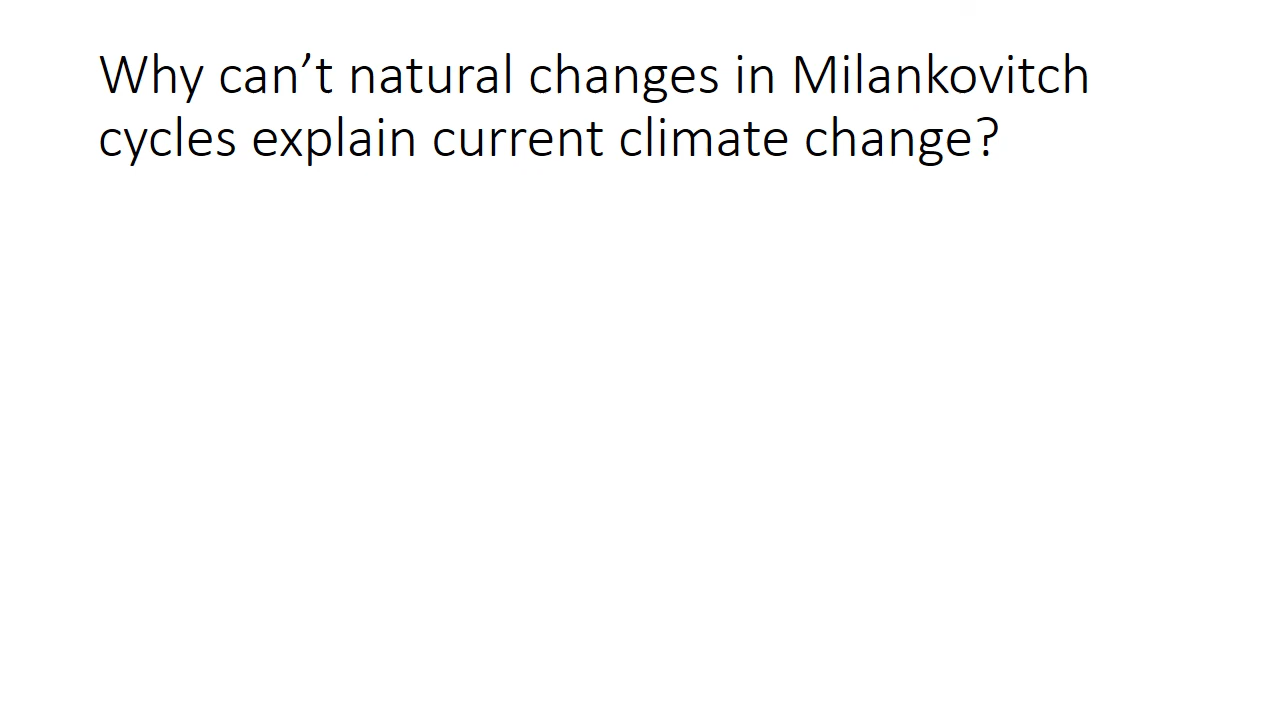 Why can’t natural changes in Milankovitch
cycles explain current climate change?